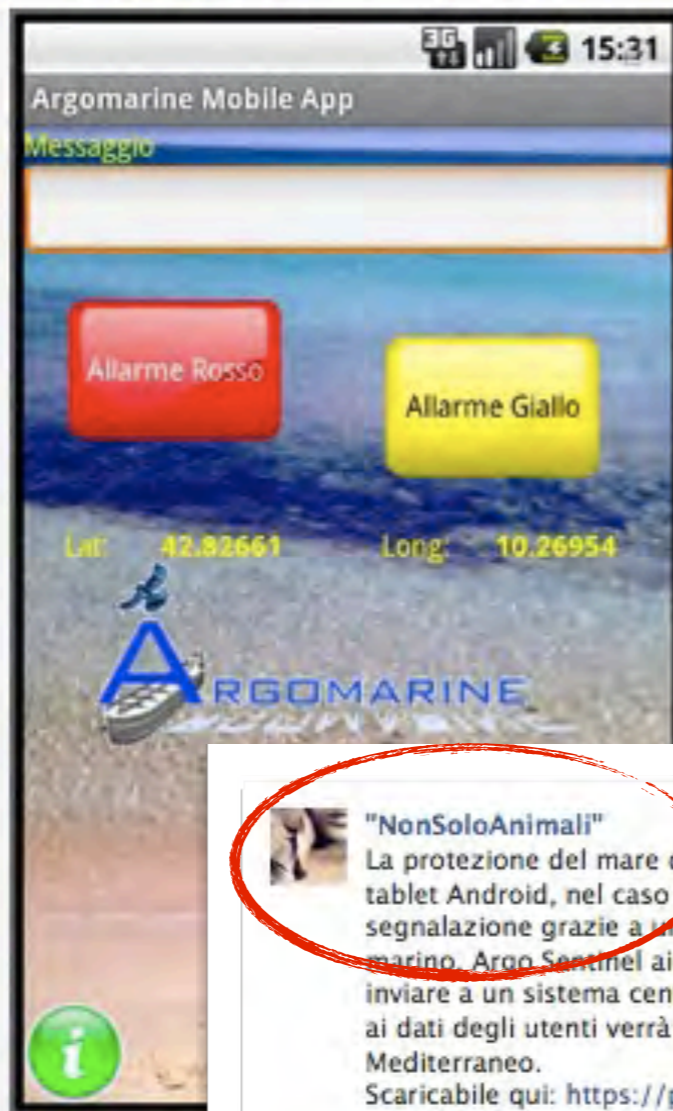 3G
15:31
Argomarine Mobile App
Messaggio
Allarme Rosso
Allarme Giallo
Lat: 42.82661 Long: 10.26954
ARGOMARINE
"NonSoloAnimali"
La protezione del mare
tablet Android, nel caso
segnalazione grazie a
marino. Argo Sentinel
inviare a un sistema
ai dati degli utenti verrà
Mediterraneo.
Scaricabile qui: https://
i